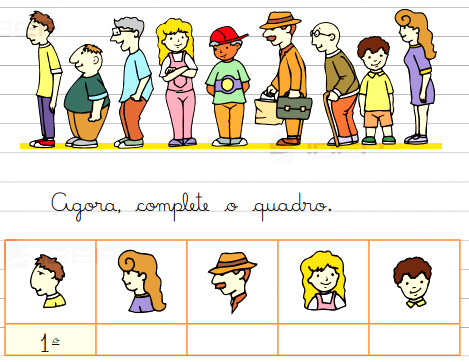 Agora, complete o quadro.
1º